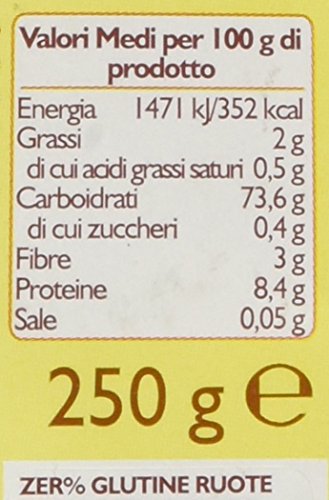 Valori Medi per 100 g di
prodotto
Energia 1471 kJ/352 kcal
Grassi 2 g
di cui acidi grassi saturi 0,5 g
Carboidrati 73,6 g
di cui zuccheri 0,4 g
Fibre 3 g
Proteine 8,4 g
Sale 0,05 g
250 g ℮
ZER% GLUTINE RUOTE